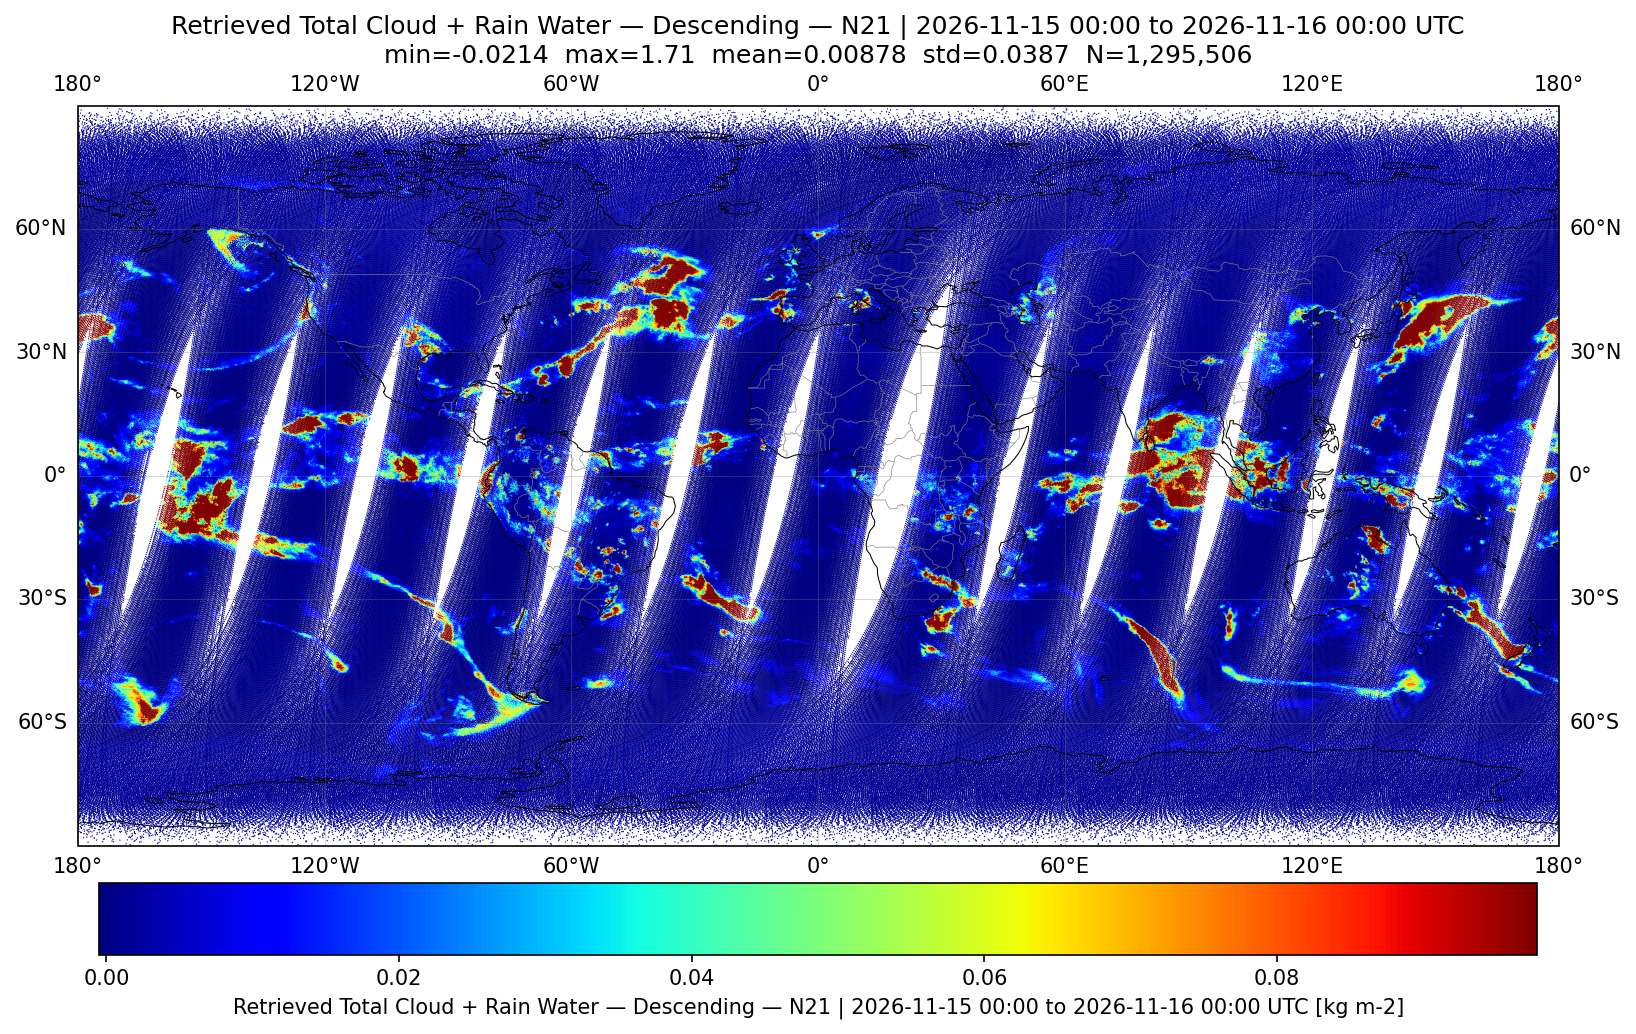 Retrieved Total Cloud + Rain Water — Descending — N21 | 2026-11-15 00:00 to 2026-11-16 00:00 UTC
min=-0.0214  max=1.71  mean=0.00878  std=0.0387  N=1,295,506
180° 120°W 60°W 0° 60°E 120°E 180°
60°N 60°N
30°N 30°N
0° 0°
30°S 30°S
60°S 60°S
180° 120°W 60°W 0° 60°E 120°E 180°
0.00 0.02 0.04 0.06 0.08
Retrieved Total Cloud + Rain Water — Descending — N21 | 2026-11-15 00:00 to 2026-11-16 00:00 UTC [kg m-2]